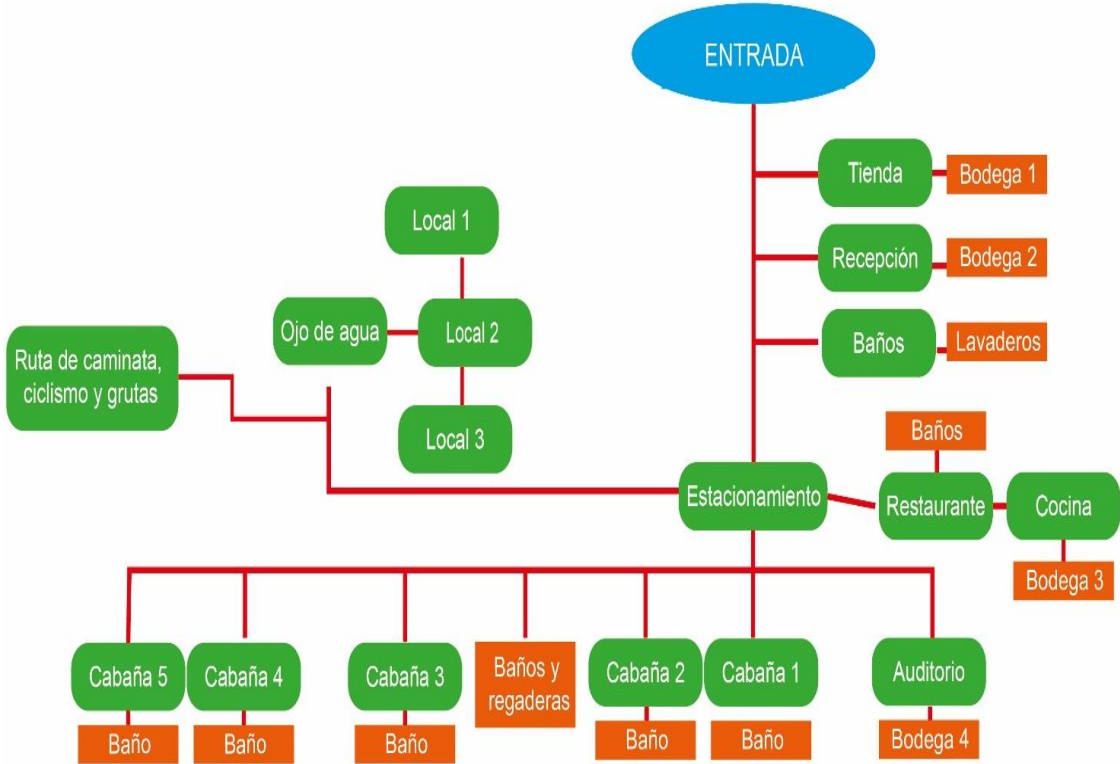 ENTRADA
Tienda
Bodega 1
Local 1
Recepción
Bodega 2
Ojo de agua
Local 2
Baños
Lavaderos
Ruta de caminata,
ciclismo y grutas
Local 3
Baños
Estacionamiento
Restaurante
Cocina
Bodega 3
Cabaña 5
Cabaña 4
Cabaña 3
Baños y
regaderas
Cabaña 2
Cabaña 1
Auditorio
Baño
Baño
Baño
Baño
Baño
Bodega 4